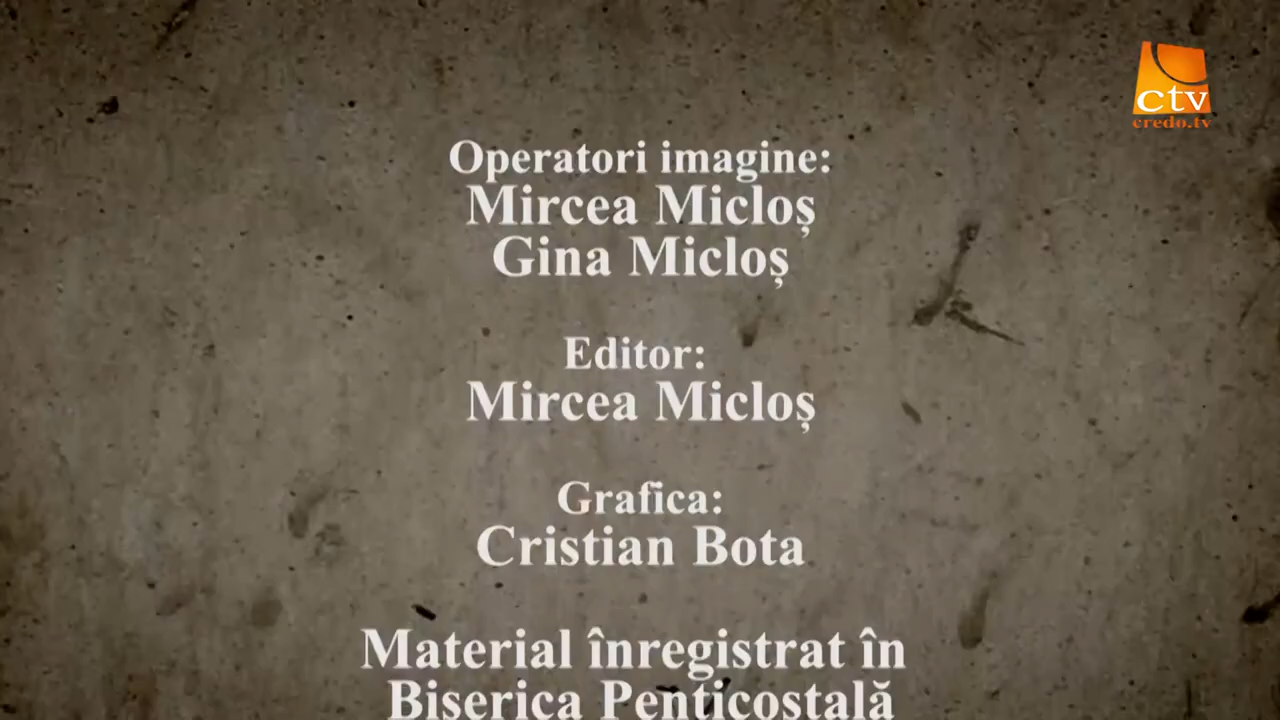 ctv
credo.tv
Operatori imagine:
Mircea Micloș
Gina Micloș
Editor:
Mircea Micloș
Grafica:
Cristian Bota
Material înregistrat în
Biserica Penticostală